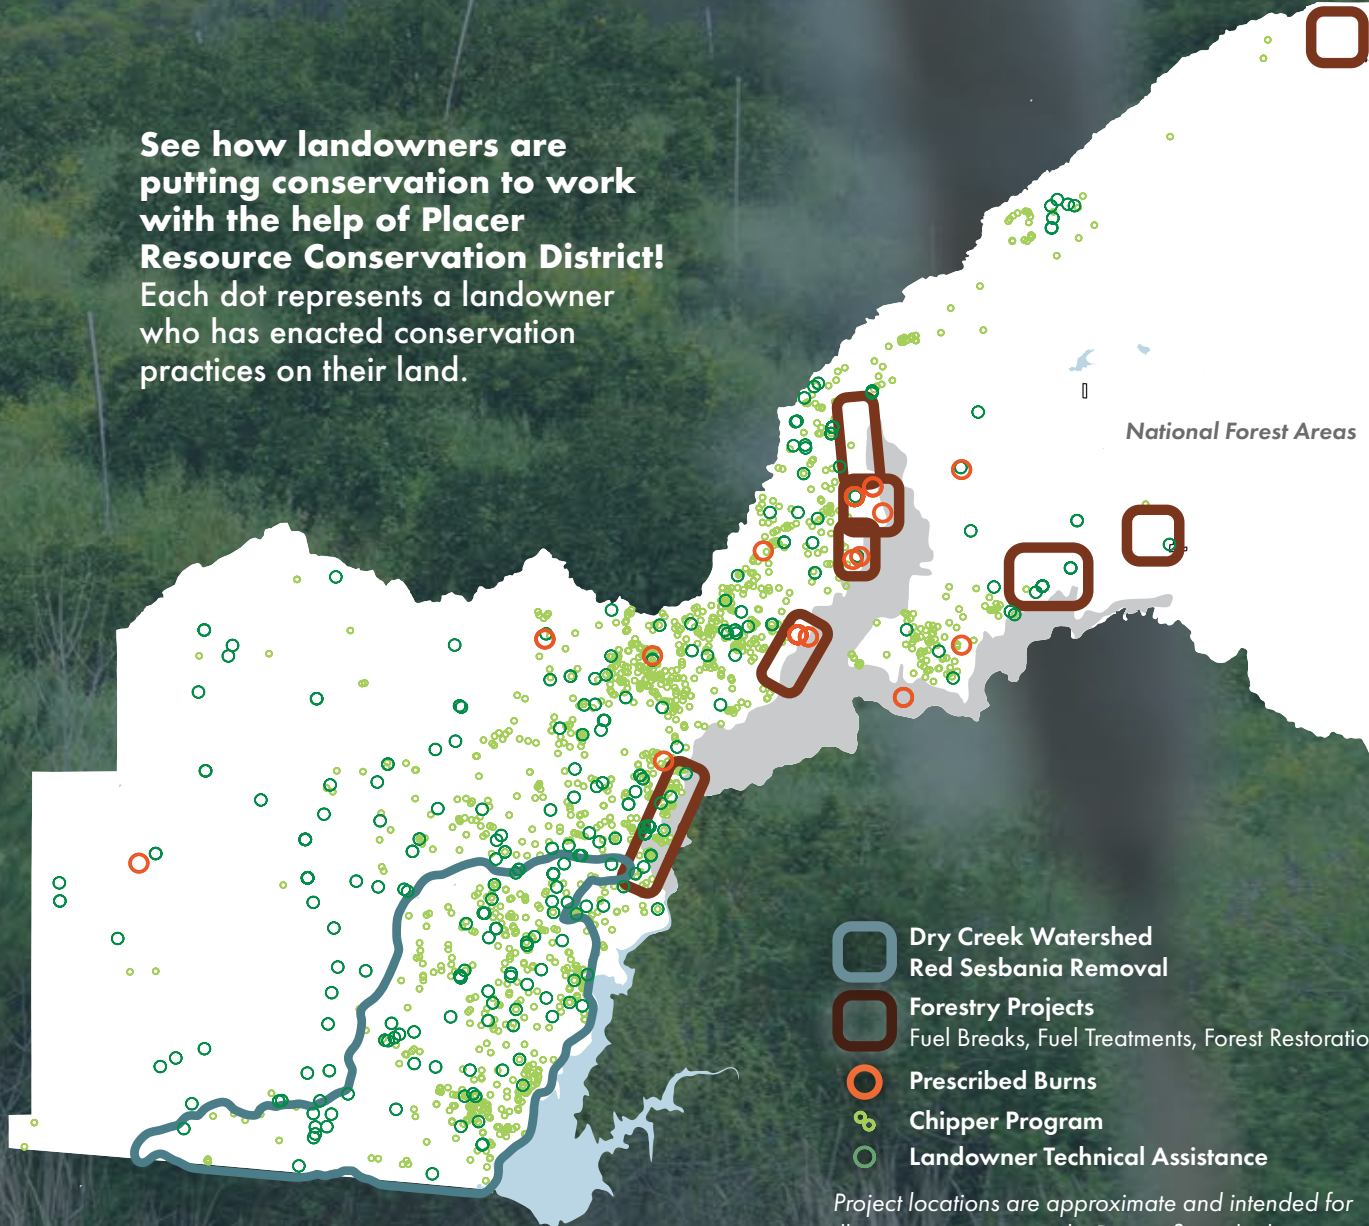 See how landowners are
putting conservation to work
with the help of Placer
Resource Conservation District!
Each dot represents a landowner
who has enacted conservation
practices on their land.
National Forest Areas
Dry Creek Watershed
Red Sesbania Removal
Forestry Projects
Fuel Breaks, Fuel Treatments, Forest Restoratio
Prescribed Burns
Chipper Program
Landowner Technical Assistance
Project locations are approximate and intended for